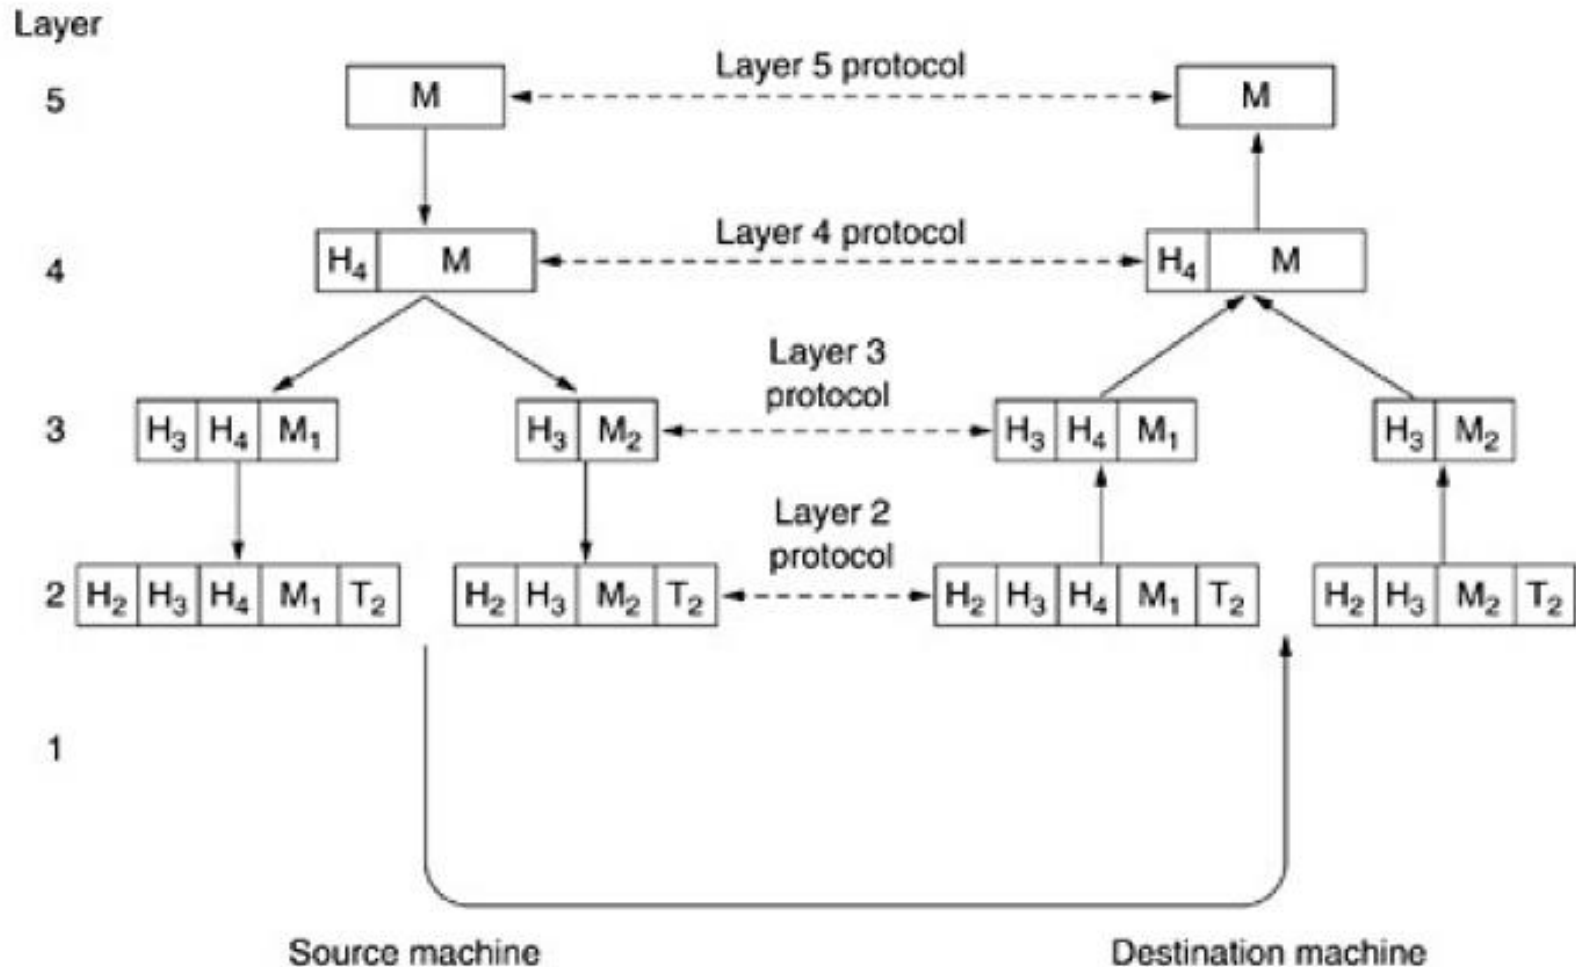 Layer
5
M
Layer 5 protocol
M
4
H4 M
Layer 4 protocol
H4 M
Layer 3
protocol
3
H3 H4 M1
H3 M2
H3 H4 M1
H3 M2
Layer 2
protocol
2
H2 H3 H4 M1 T2
H2 H3 M2 T2
H2 H3 H4 M1 T2
H2 H3 M2 T2
1
Source machine
Destination machine